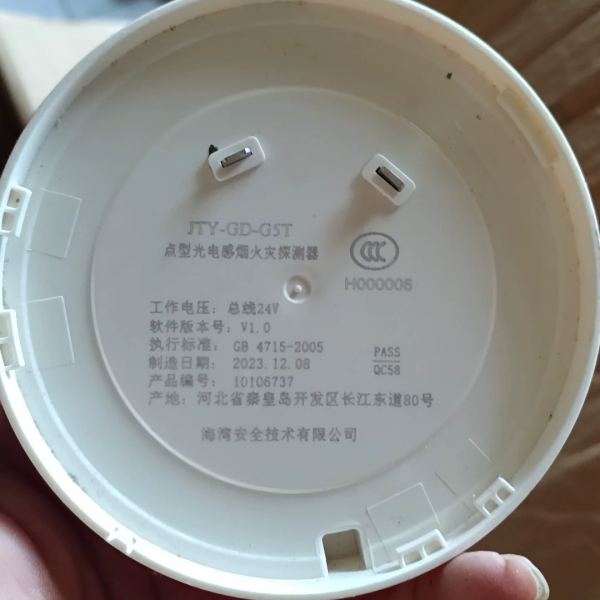 JTY-GD-G5T
点型光电感烟火灾探测器
CCC
H000006
工作电压：总线24V
软件版本号：V1.0
执行标准：GB 4715-2005
制造日期：2023.12.08
产品编号：10106737
PASS
QC58
产地：河北省秦皇岛开发区长江东道80号
海湾安全技术有限公司